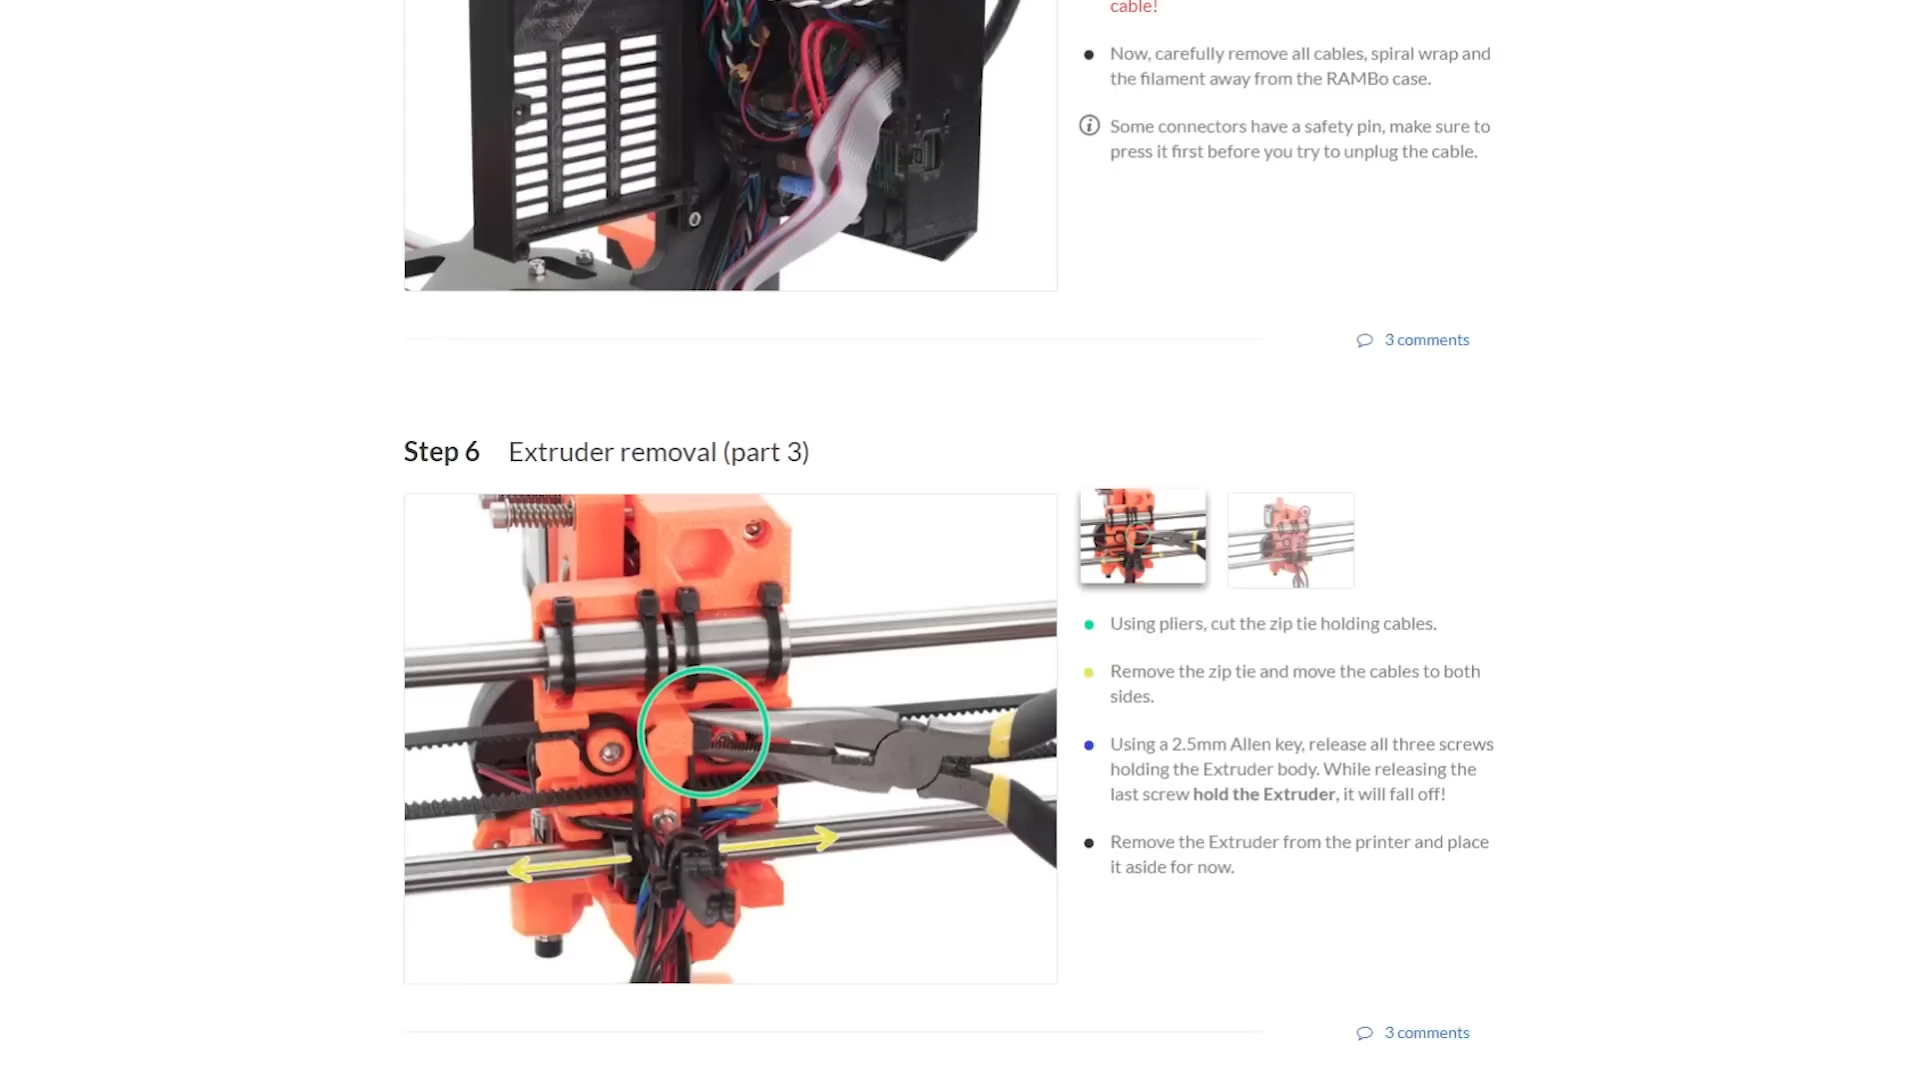 cable!
Now, carefully remove all cables, spiral wrap and
the filament away from the RAMBo case.
Some connectors have a safety pin, make sure to
press it first before you try to unplug the cable.
3 comments
Step 6 Extruder removal (part 3)
Using pliers, cut the zip tie holding cables.
Remove the zip tie and move the cables to both
sides.
Using a 2.5mm Allen key, release all three screws
holding the Extruder body. While releasing the
last screw hold the Extruder, it will fall off!
Remove the Extruder from the printer and place
it aside for now.
3 comments